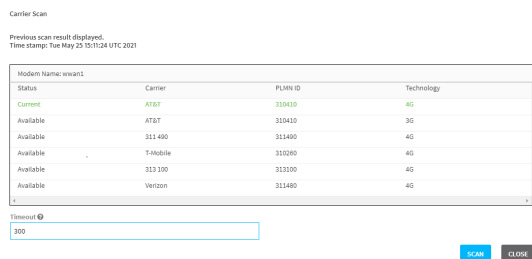 Carrier Scan
Previous scan result displayed.
Time stamp: Tue May 25 15:11:24 UTC 2021
Modem Name: wwan1
Status Carrier PLMN ID Technology
Current AT&T 310410 4G
Available AT&T 310410 3G
Available 311 490 311490 4G
Available T-Mobile 310260 4G
Available 313 100 313100 4G
Available Verizon 311480 4G
Timeout
300
SCAN CLOSE